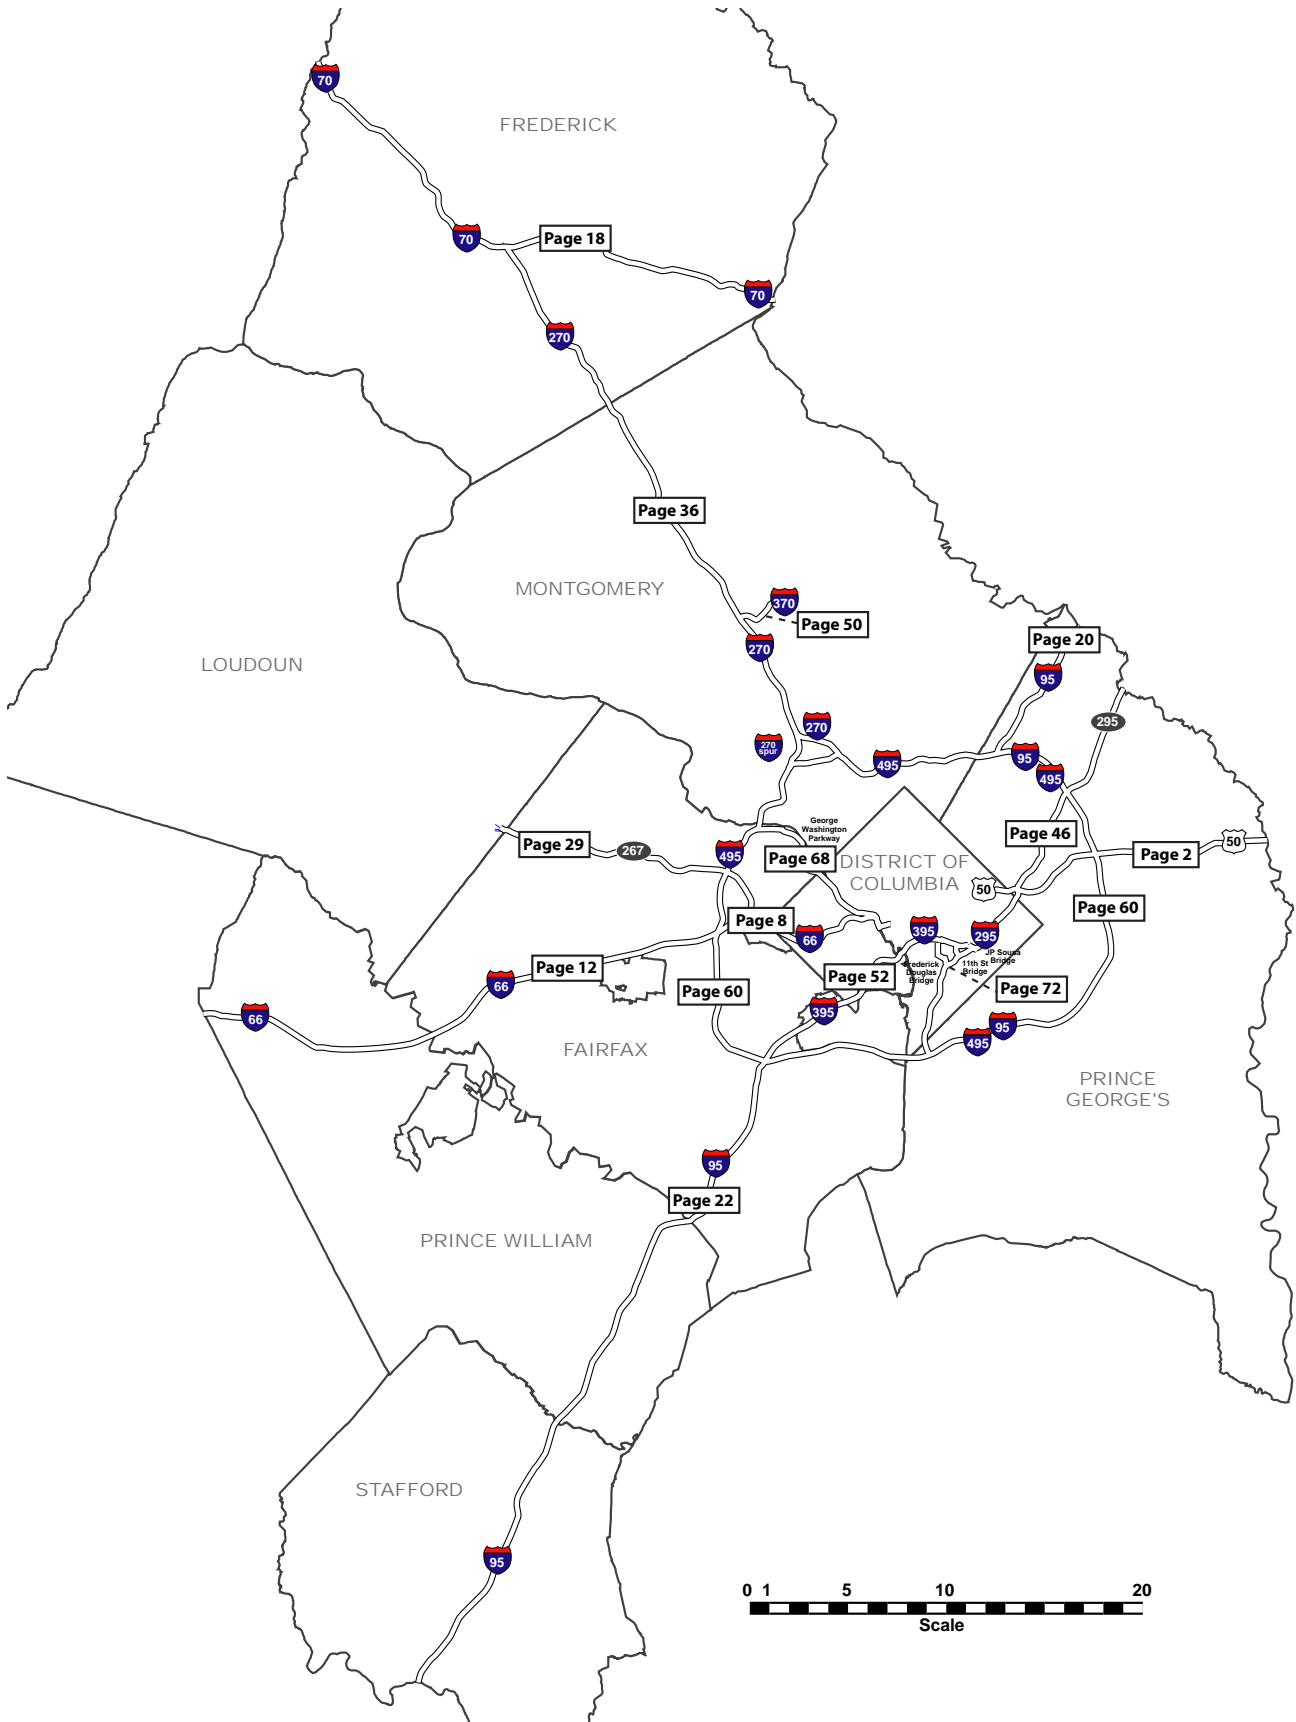 70
FREDERICK
70
Page 18
70
270
Page 36
MONTGOMERY
370
Page 50
Page 20
270
LOUDOUN
95
270
295
270
spur
495
95
495
George
Washington
Parkway
Page 29
267
495
Page 68
Page 46
Page 2
50
DISTRICT OF
COLUMBIA
50
Page 60
Page 8
66
395
295
JP Sousa
Bridge
11th St
Bridge
Frederick
Douglas
Bridge
Page 12
66
Page 60
Page 52
Page 72
395
66
95
495
FAIRFAX
PRINCE
GEORGE'S
95
Page 22
PRINCE WILLIAM
STAFFORD
95
0 1 5 10 20
Scale